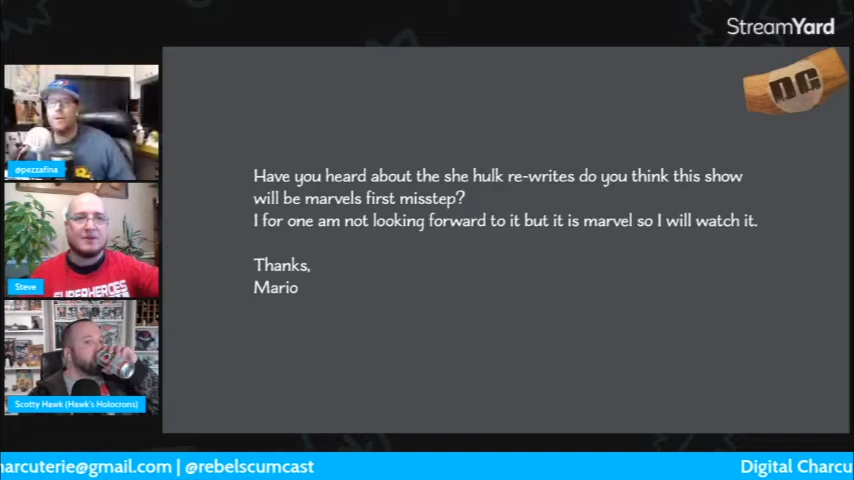 StreamYard
DG
@pezzafina
Have you heard about the she hulk re-writes do you think this show
will be marvels first misstep?
I for one am not looking forward to it but it is marvel so I will watch it.
Thanks,
Mario
Steve
SUPERHEROES
Scotty Hawk (Hawk's Holocrons)
harcuterie@gmail.com | @rebelscumcast
Digital Charcu